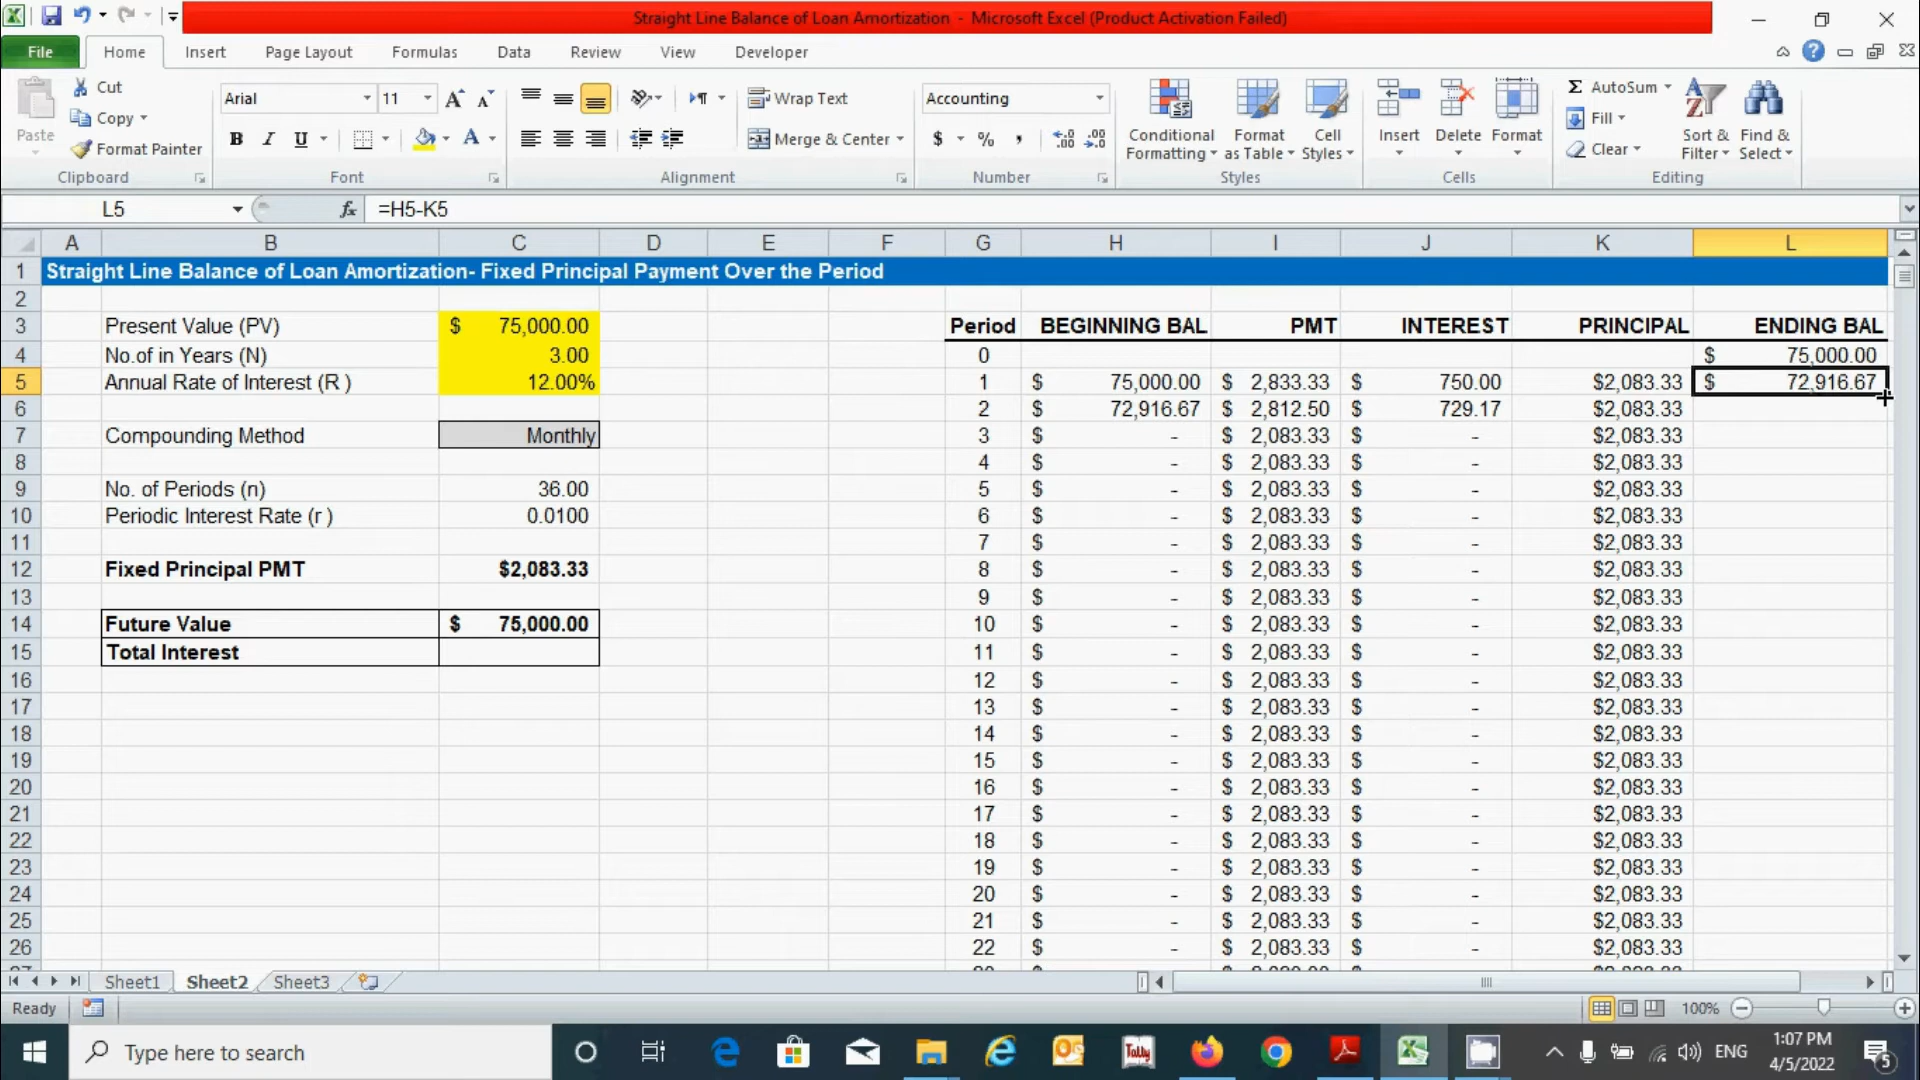 Straight Line Balance of Loan Amortization - Microsoft Excel (Product Activation Failed)
File Home Insert Page Layout Formulas Data Review View Developer
Paste Cut Arial 11 Wrap Text Accounting Conditional Formatting Format as Table Cell Styles Insert Delete Format AutoSum Sort & Filter Find & Select
Copy Fill
Format Painter B I U Merge & Center $ % , Clear
Clipboard Font Alignment Number Styles Cells Editing
L5 fx =H5-K5
A B C D E F G H I J K L
1 Straight Line Balance of Loan Amortization- Fixed Principal Payment Over the Period
2
3 Present Value (PV) $ 75,000.00 Period BEGINNING BAL PMT INTEREST PRINCIPAL ENDING BAL
4 No.of in Years (N) 3.00 0 $ 75,000.00
5 Annual Rate of Interest (R ) 12.00% 1 $ 75,000.00 $ 2,833.33 $ 750.00 $2,083.33 $ 72,916.67
6 2 $ 72,916.67 $ 2,812.50 $ 729.17 $2,083.33
7 Compounding Method Monthly 3 $ - $ 2,083.33 $ - $2,083.33
8 4 $ - $ 2,083.33 $ - $2,083.33
9 No. of Periods (n) 36.00 5 $ - $ 2,083.33 $ - $2,083.33
10 Periodic Interest Rate (r ) 0.0100 6 $ - $ 2,083.33 $ - $2,083.33
11 7 $ - $ 2,083.33 $ - $2,083.33
12 Fixed Principal PMT $2,083.33 8 $ - $ 2,083.33 $ - $2,083.33
13 9 $ - $ 2,083.33 $ - $2,083.33
14 Future Value $ 75,000.00 10 $ - $ 2,083.33 $ - $2,083.33
15 Total Interest 11 $ - $ 2,083.33 $ - $2,083.33
16 12 $ - $ 2,083.33 $ - $2,083.33
17 13 $ - $ 2,083.33 $ - $2,083.33
18 14 $ - $ 2,083.33 $ - $2,083.33
19 15 $ - $ 2,083.33 $ - $2,083.33
20 16 $ - $ 2,083.33 $ - $2,083.33
21 17 $ - $ 2,083.33 $ - $2,083.33
22 18 $ - $ 2,083.33 $ - $2,083.33
23 19 $ - $ 2,083.33 $ - $2,083.33
24 20 $ - $ 2,083.33 $ - $2,083.33
25 21 $ - $ 2,083.33 $ - $2,083.33
26 22 $ - $ 2,083.33 $ - $2,083.33
Sheet1 Sheet2 Sheet3
Ready 100%
Type here to search Tally ENG 1:07 PM
4/5/2022 5